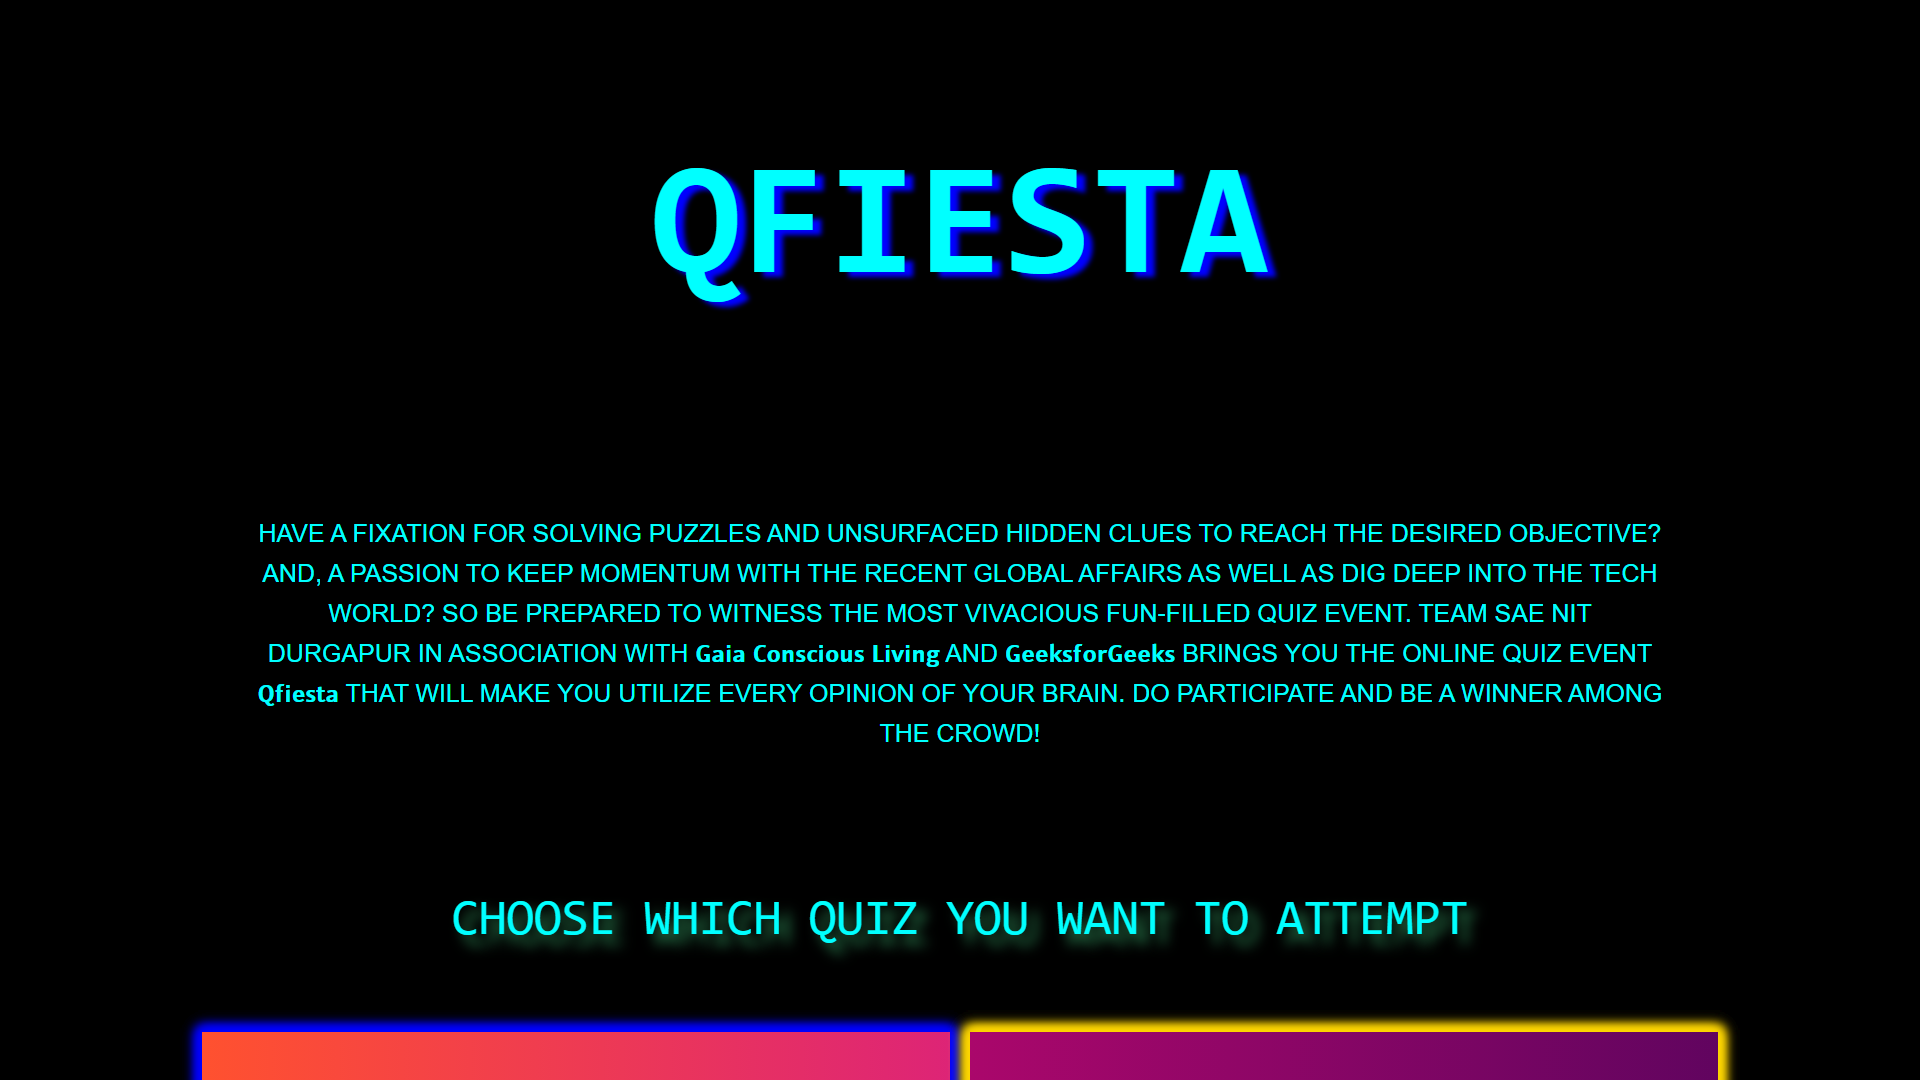 QFIESTA
HAVE A FIXATION FOR SOLVING PUZZLES AND UNSURFACED HIDDEN CLUES TO REACH THE DESIRED OBJECTIVE?
AND, A PASSION TO KEEP MOMENTUM WITH THE RECENT GLOBAL AFFAIRS AS WELL AS DIG DEEP INTO THE TECH
WORLD? SO BE PREPARED TO WITNESS THE MOST VIVACIOUS FUN-FILLED QUIZ EVENT. TEAM SAE NIT
DURGAPUR IN ASSOCIATION WITH Gaia Conscious Living AND GeeksforGeeks BRINGS YOU THE ONLINE QUIZ EVENT
Qfiesta THAT WILL MAKE YOU UTILIZE EVERY OPINION OF YOUR BRAIN. DO PARTICIPATE AND BE A WINNER AMONG
THE CROWD!
CHOOSE WHICH QUIZ YOU WANT TO ATTEMPT